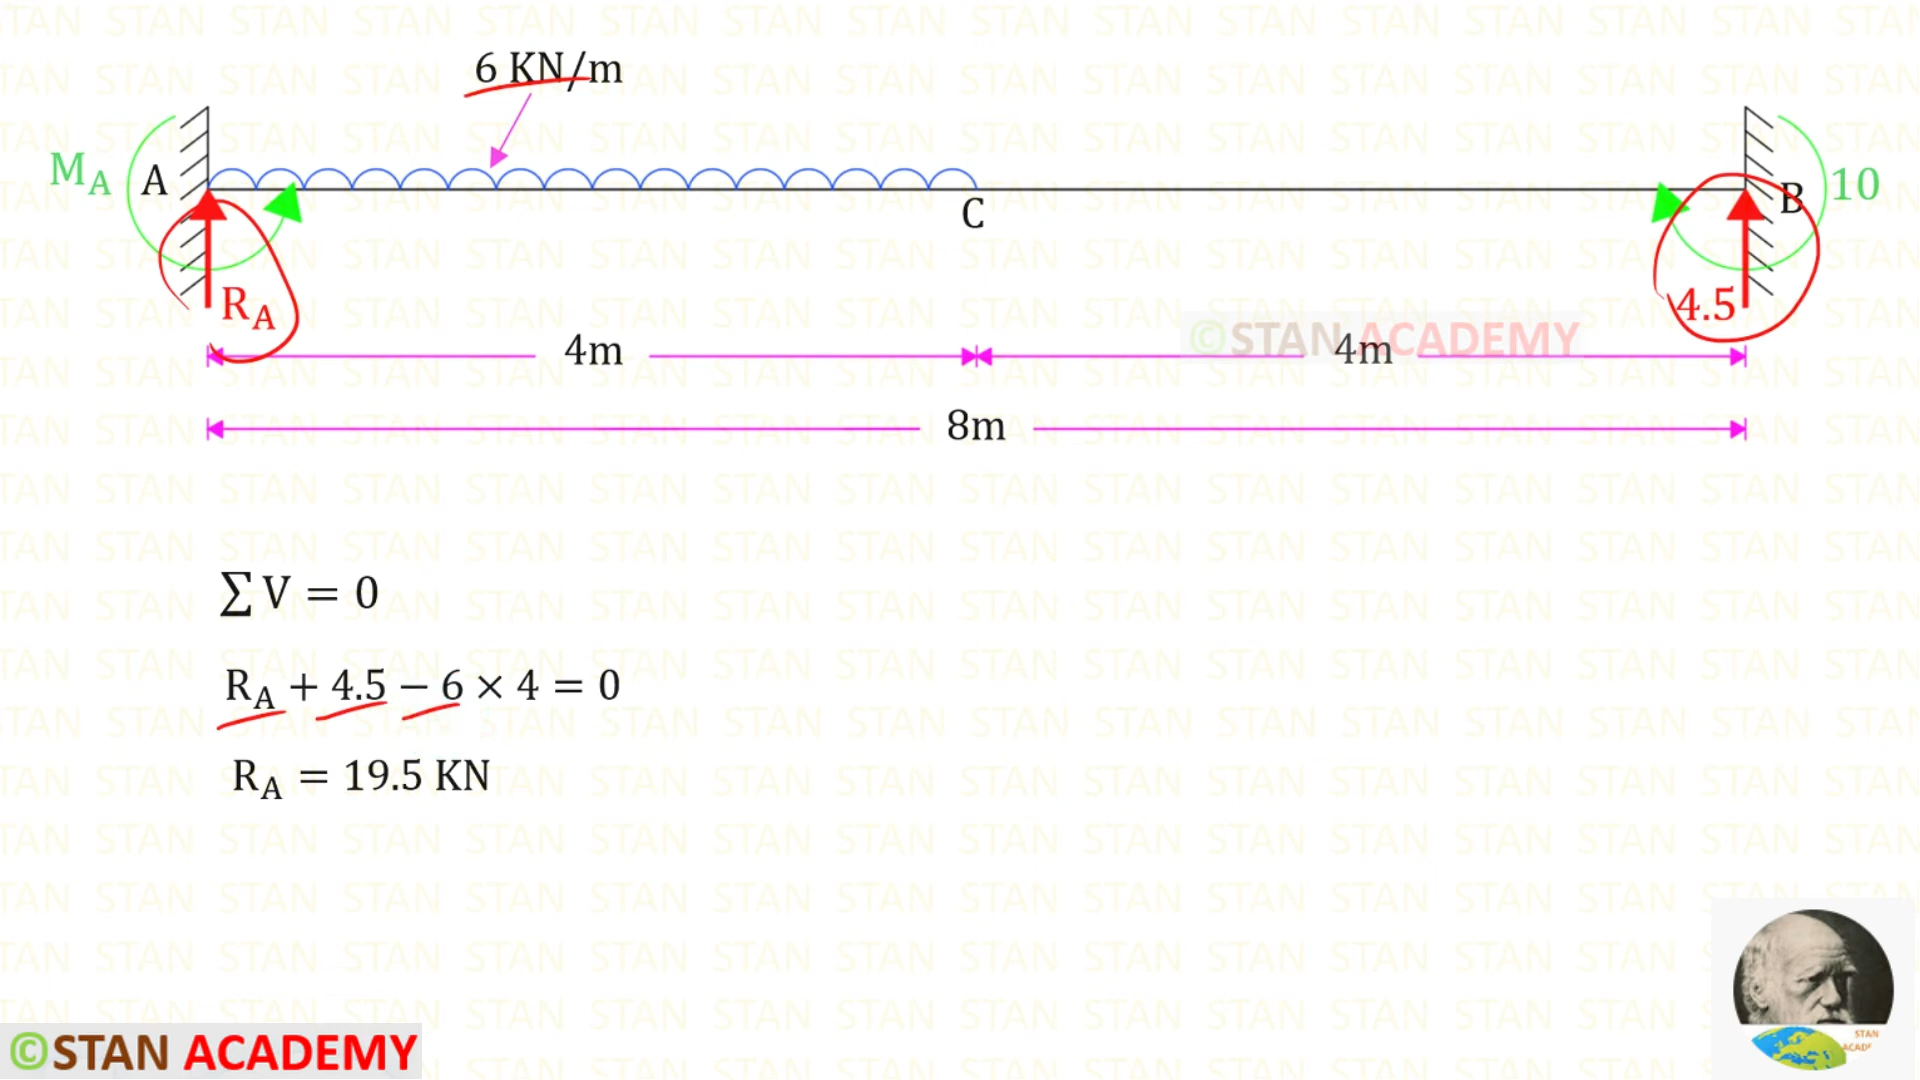 6 KN/m
M_A A C B 10
R_A 4.5
4m 4m
©STAN ACADEMY
8m
∑ V = 0
R_A + 4.5 − 6 × 4 = 0
R_A = 19.5 KN
©STAN ACADEMY
STAN